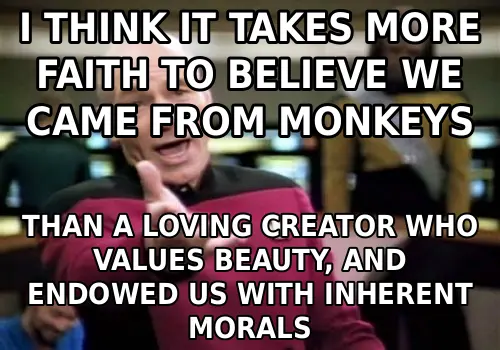 I THINK IT TAKES MORE
FAITH TO BELIEVE WE
CAME FROM MONKEYS
THAN A LOVING CREATOR WHO
VALUES BEAUTY, AND
ENDOWED US WITH INHERENT
MORALS